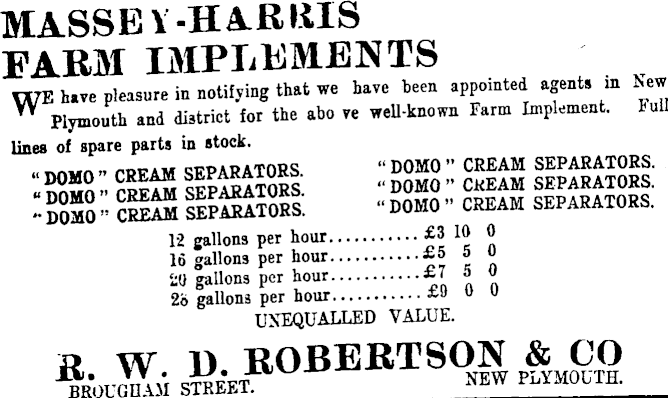 MASSEY-HARRIS
FARM IMPLEMENTS
WE have pleasure in notifying that we have been appointed agents in New
Plymouth and district for the abo ve well-known Farm Implement. Full
lines of spare parts in stock.
"DOMO" CREAM SEPARATORS. "DOMO" CREAM SEPARATORS.
"DOMO" CREAM SEPARATORS. "DOMO" CREAM SEPARATORS.
"DOMO" CREAM SEPARATORS. "DOMO" CREAM SEPARATORS.
12 gallons per hour...........£3 10 0
16 gallons per hour...........£5 5 0
20 gallons per hour...........£7 5 0
28 gallons per hour...........£9 0 0
UNEQUALLED VALUE.
R. W. D. ROBERTSON & CO
BROUGHAM STREET. NEW PLYMOUTH.